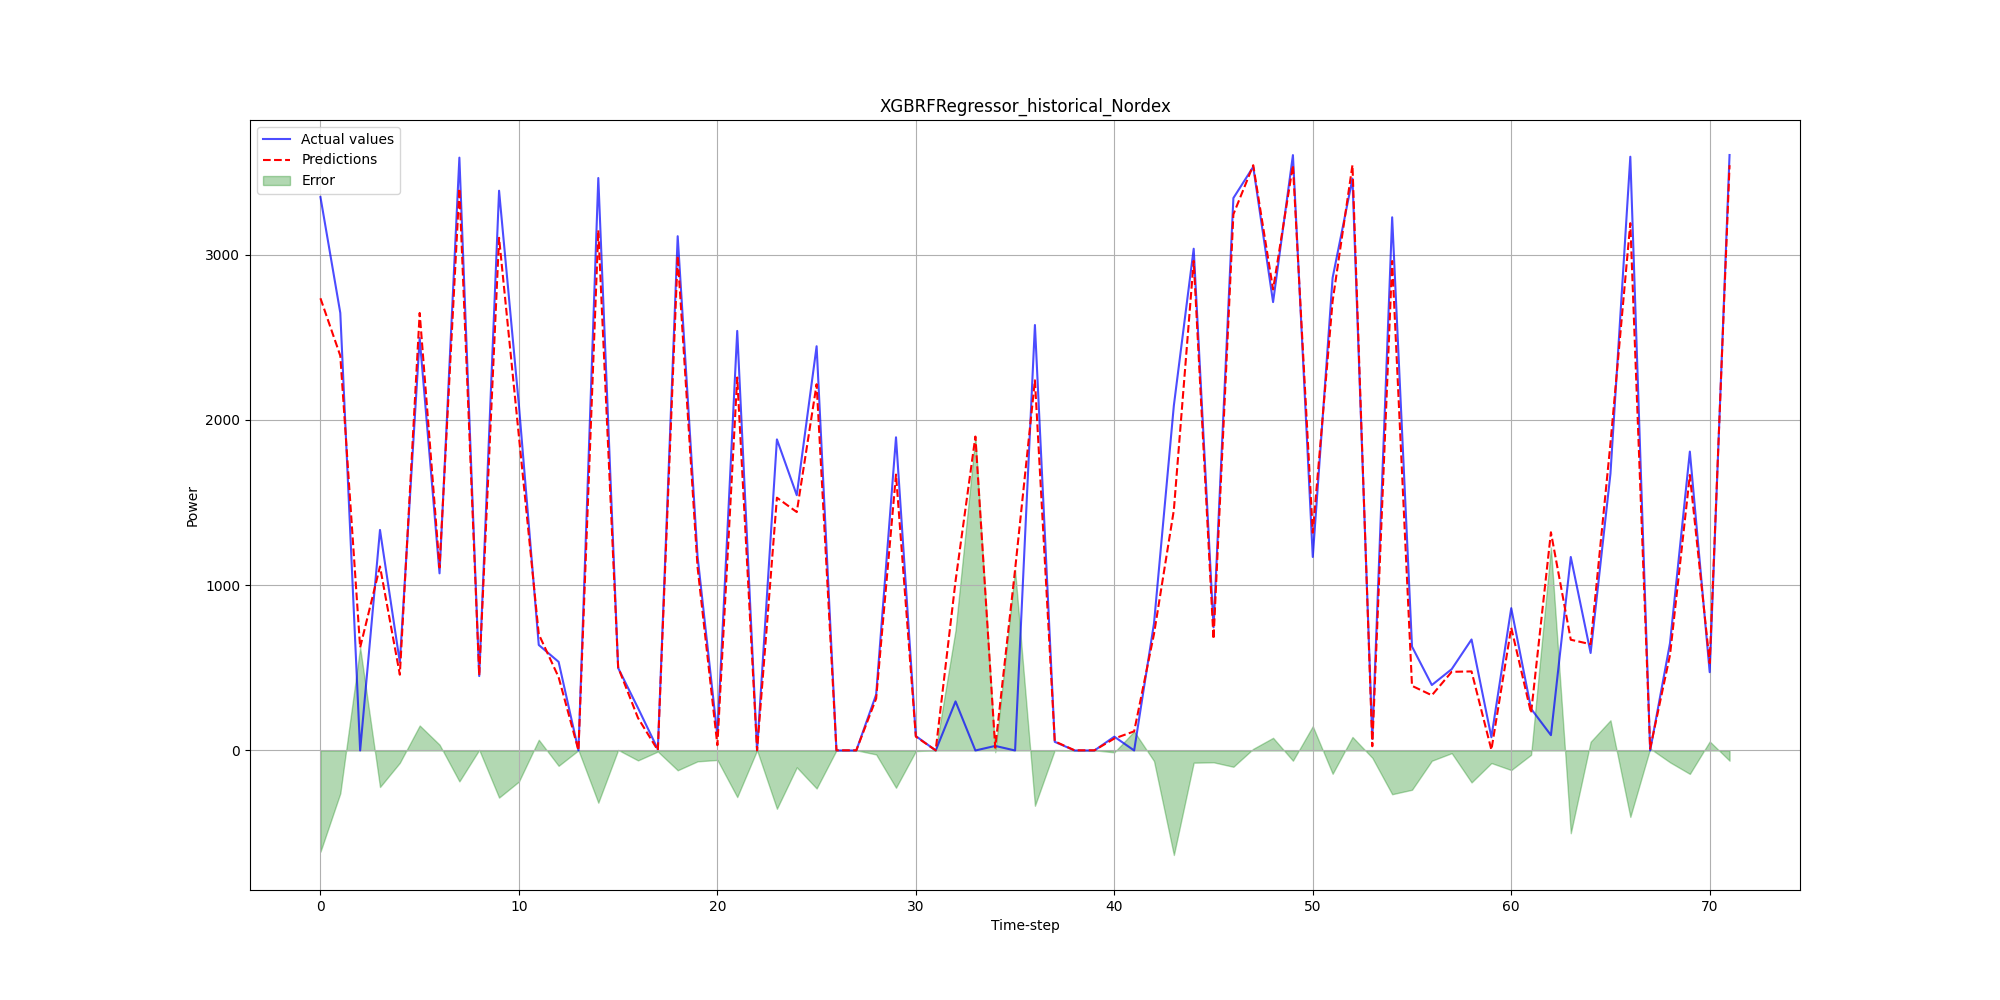 XGBRFRegressor_historical_Nordex
Actual values
Predictions
Error
Power
3000
2000
1000
0
0 10 20 30 40 50 60 70
Time-step